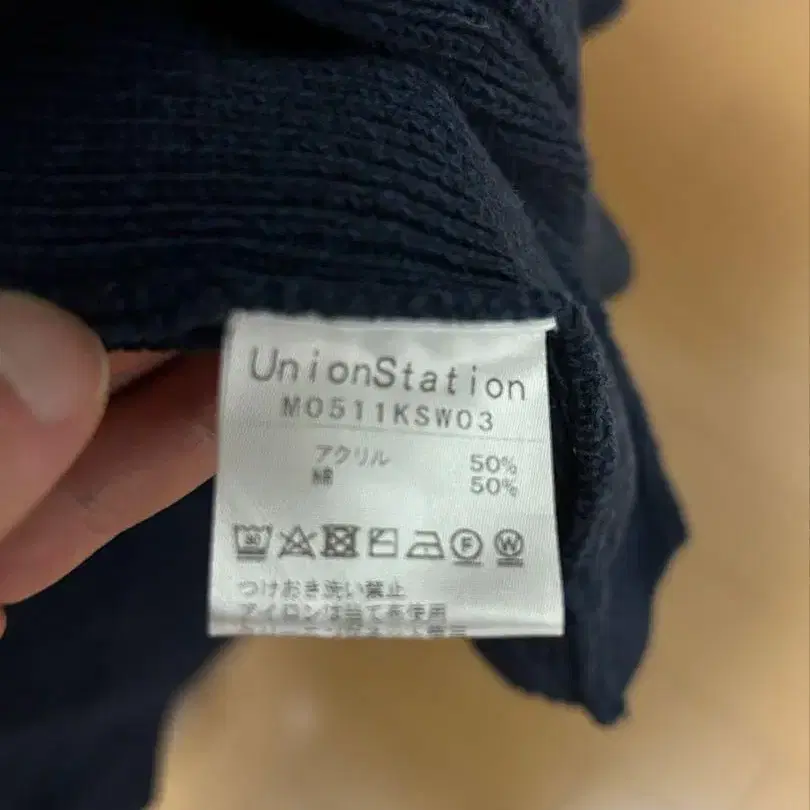 UnionStation
M0511KSW03
アクリル 50%
綿 50%
つけおき洗い禁止
アイロンは当て布使用